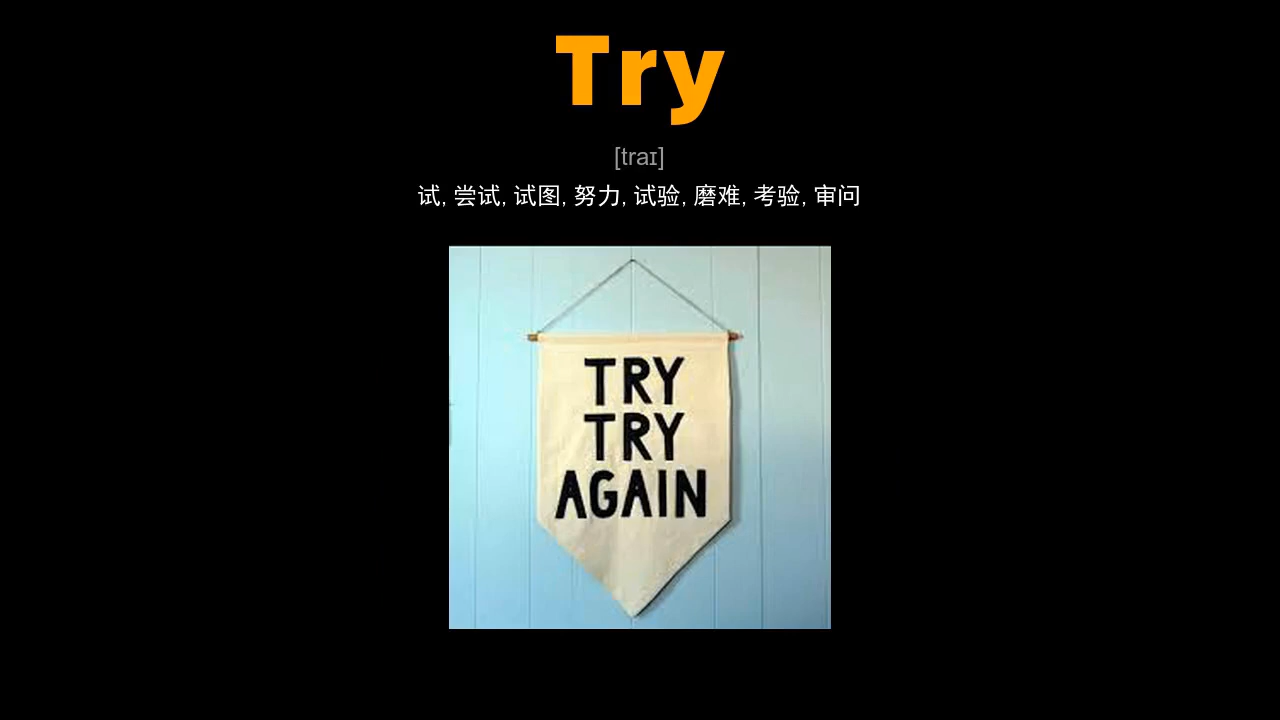 Try
[traɪ]
试, 尝试, 试图, 努力, 试验, 磨难, 考验, 审问
TRY
TRY
AGAIN